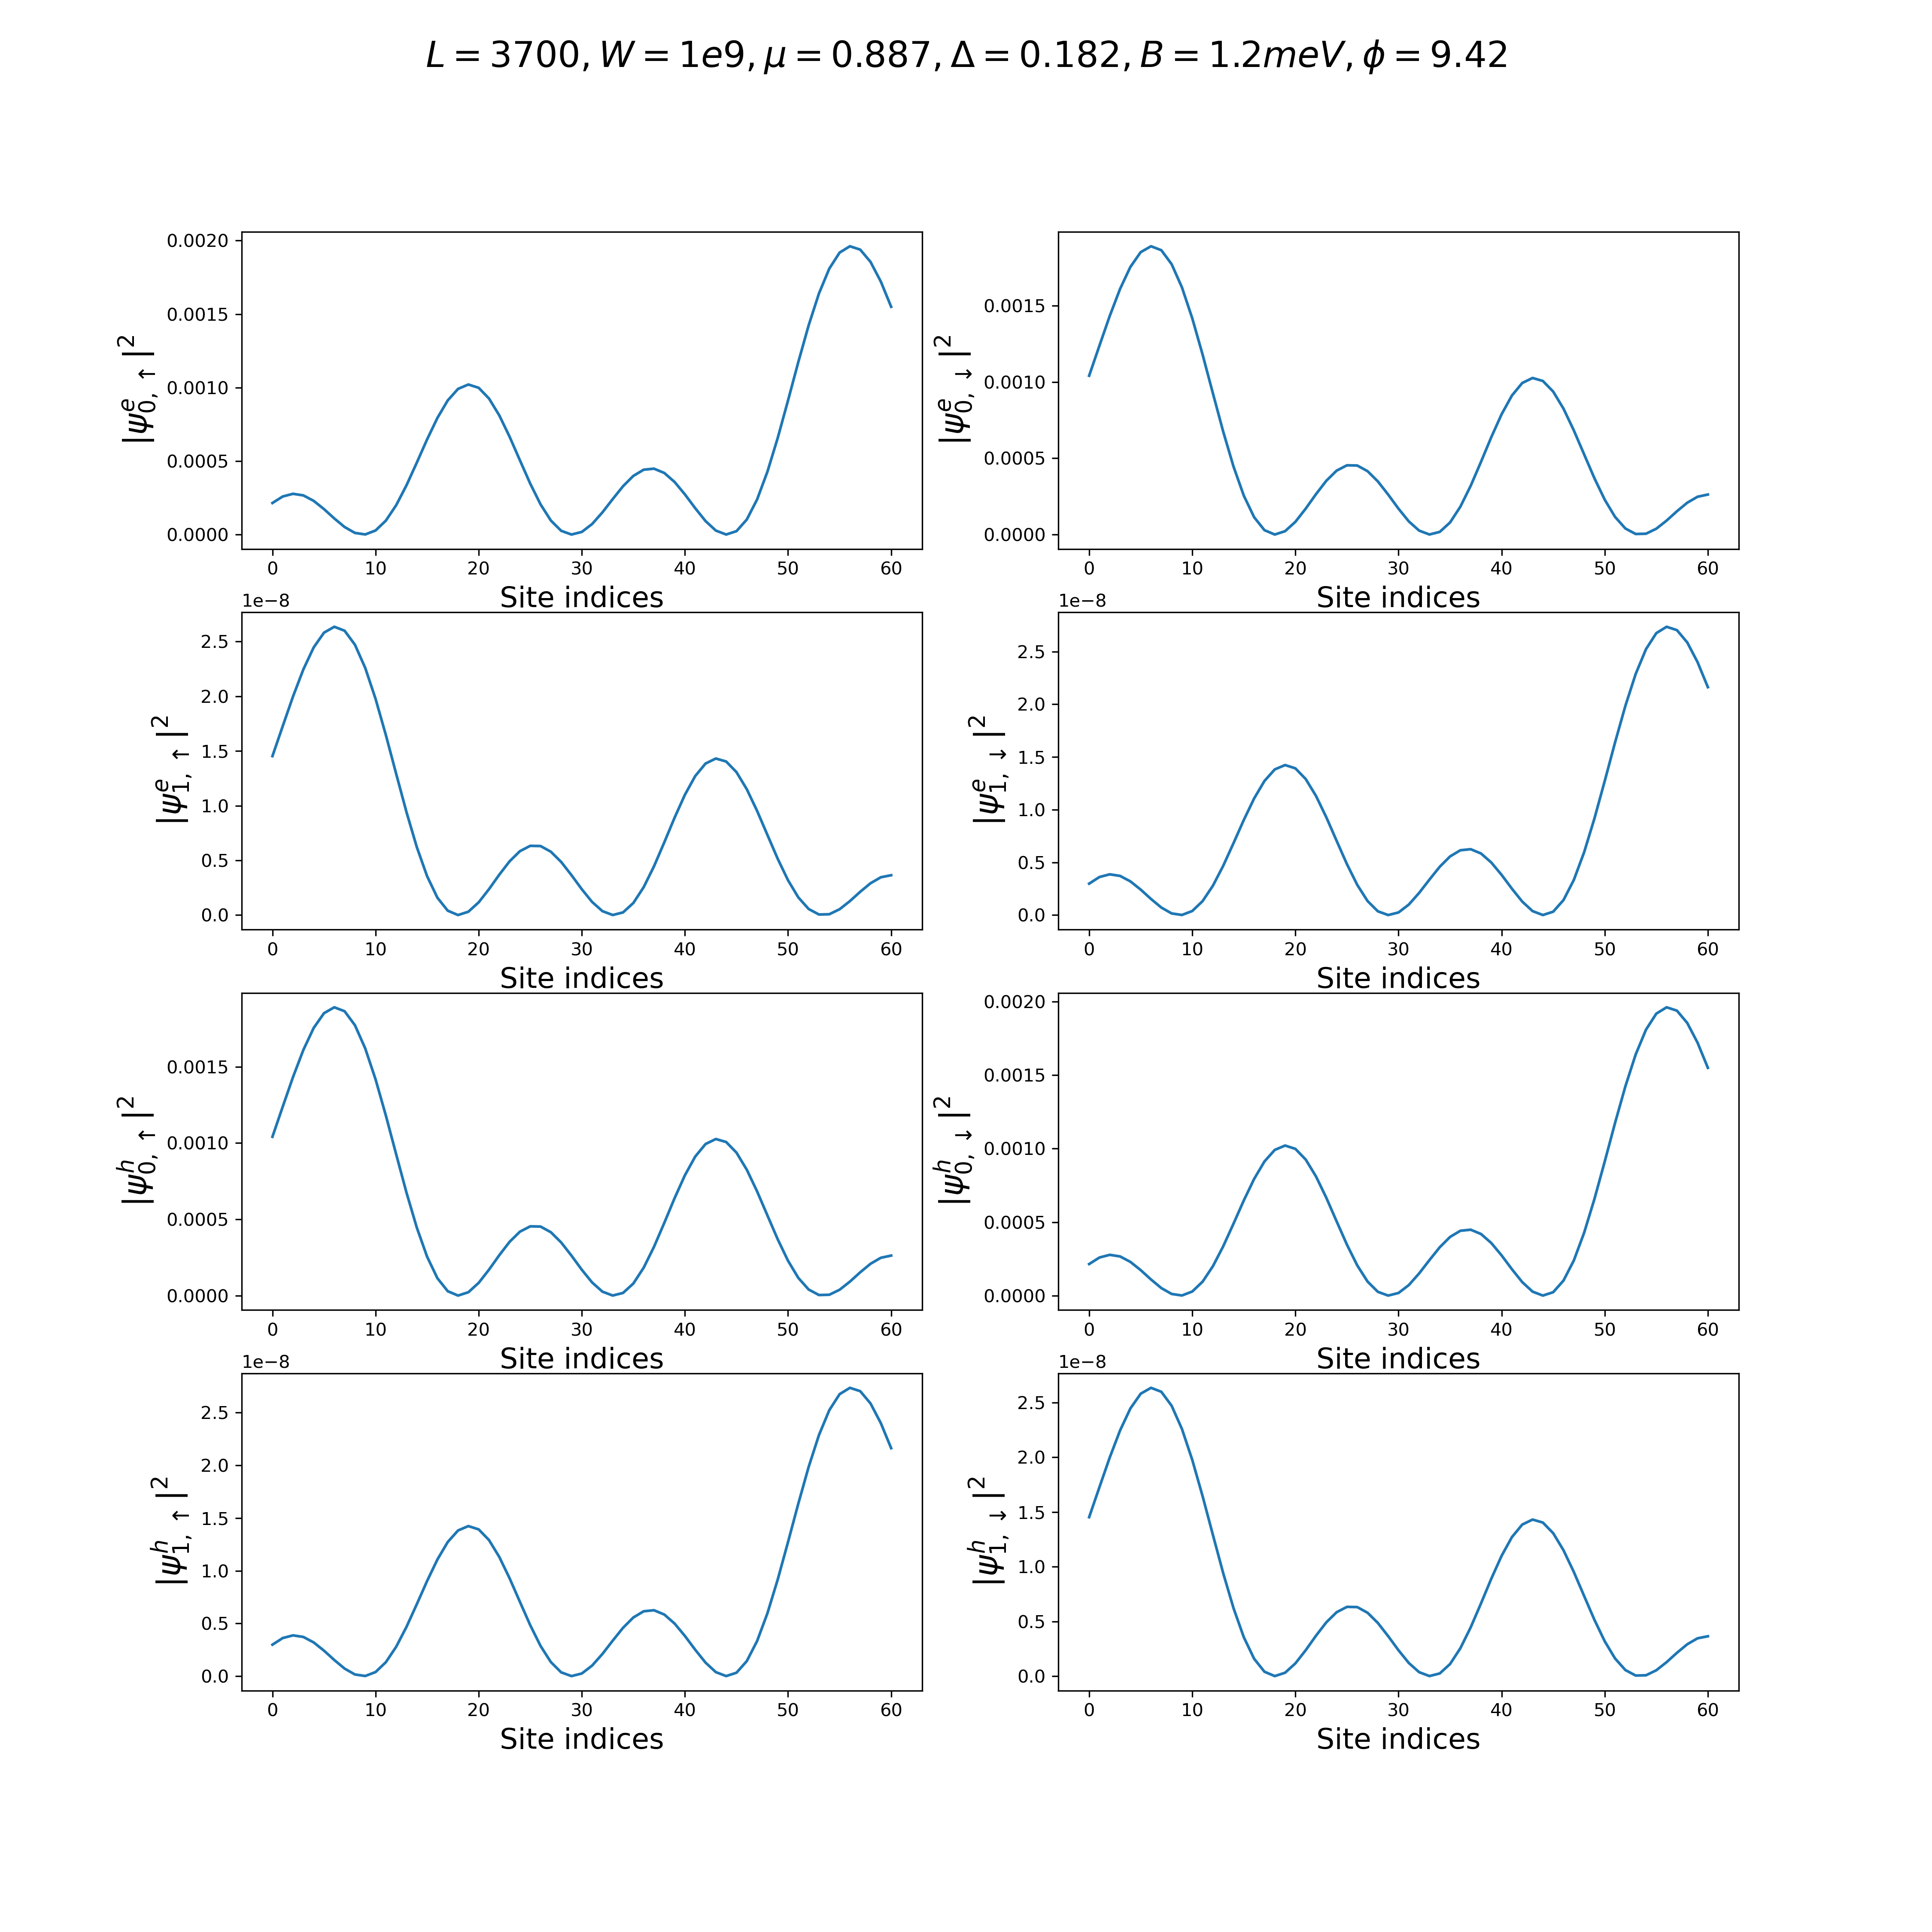 L = 3700, W = 1e9, μ = 0.887, Δ = 0.182, B = 1.2meV, ϕ = 9.42
|ψ^e_{0, ↑}|^2
0.0020
0.0015
0.0010
0.0005
0.0000
0 10 20 30 40 50 60
Site indices
|ψ^e_{0, ↓}|^2
0.0015
0.0010
0.0005
0.0000
0 10 20 30 40 50 60
Site indices
1e−8
|ψ^e_{1, ↑}|^2
2.5
2.0
1.5
1.0
0.5
0.0
0 10 20 30 40 50 60
Site indices
1e−8
|ψ^e_{1, ↓}|^2
2.5
2.0
1.5
1.0
0.5
0.0
0 10 20 30 40 50 60
Site indices
|ψ^h_{0, ↑}|^2
0.0015
0.0010
0.0005
0.0000
0 10 20 30 40 50 60
Site indices
|ψ^h_{0, ↓}|^2
0.0020
0.0015
0.0010
0.0005
0.0000
0 10 20 30 40 50 60
Site indices
1e−8
|ψ^h_{1, ↑}|^2
2.5
2.0
1.5
1.0
0.5
0.0
0 10 20 30 40 50 60
Site indices
1e−8
|ψ^h_{1, ↓}|^2
2.5
2.0
1.5
1.0
0.5
0.0
0 10 20 30 40 50 60
Site indices